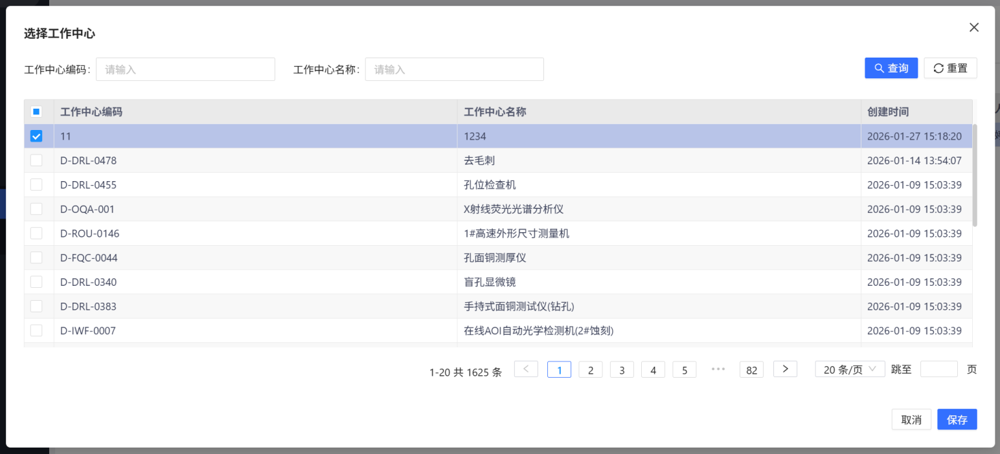 选择工作中心
工作中心编码: 请输入 工作中心名称: 请输入 查询 重置
工作中心编码 工作中心名称 创建时间
11 1234 2026-01-27 15:18:20
D-DRL-0478 去毛刺 2026-01-14 13:54:07
D-DRL-0455 孔位检查机 2026-01-09 15:03:39
D-OQA-001 X射线荧光光谱分析仪 2026-01-09 15:03:39
D-ROU-0146 1#高速外形尺寸测量机 2026-01-09 15:03:39
D-FQC-0044 孔面铜测厚仪 2026-01-09 15:03:39
D-DRL-0340 盲孔显微镜 2026-01-09 15:03:39
D-DRL-0383 手持式面铜测试仪(钻孔) 2026-01-09 15:03:39
D-IWF-0007 在线AOI自动光学检测机(2#蚀刻) 2026-01-09 15:03:39
1-20 共 1625 条 1 2 3 4 5 ••• 82 20 条/页 跳至 页
取消 保存